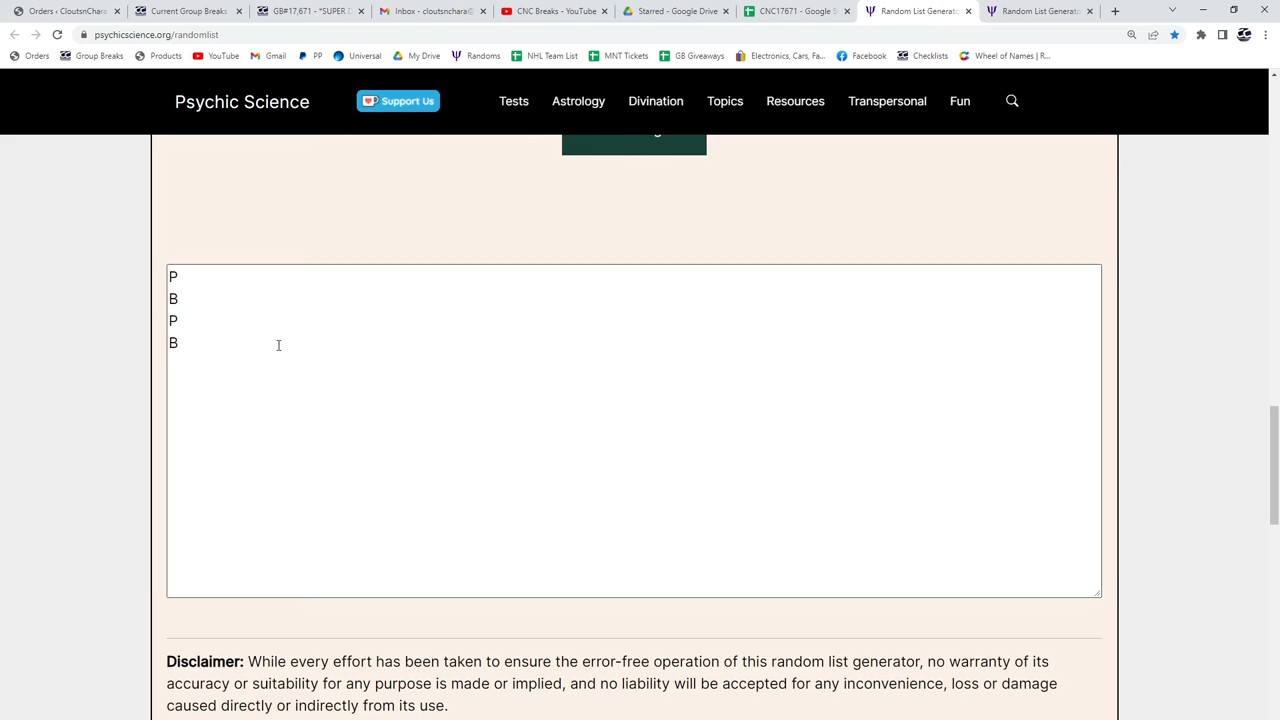 Orders ‹ CloutsnChara
Current Group Breaks
GB#17,671 - *SUPER D
Inbox - cloutsnchara@
CNC Breaks - YouTube
Starred - Google Drive
CNC17671 - Google S
Random List Generato
Random List Generato
psychicscience.org/randomlist
Orders
Group Breaks
Products
YouTube
Gmail
PP
Universal
My Drive
Randoms
NHL Team List
MNT Tickets
GB Giveaways
Electronics, Cars, Fa...
Facebook
Checklists
Wheel of Names | R...
Psychic Science
Support Us
Tests
Astrology
Divination
Topics
Resources
Transpersonal
Fun
P
B
P
B
Disclaimer: While every effort has been taken to ensure the error-free operation of this random list generator, no warranty of its
accuracy or suitability for any purpose is made or implied, and no liability will be accepted for any inconvenience, loss or damage
caused directly or indirectly from its use.